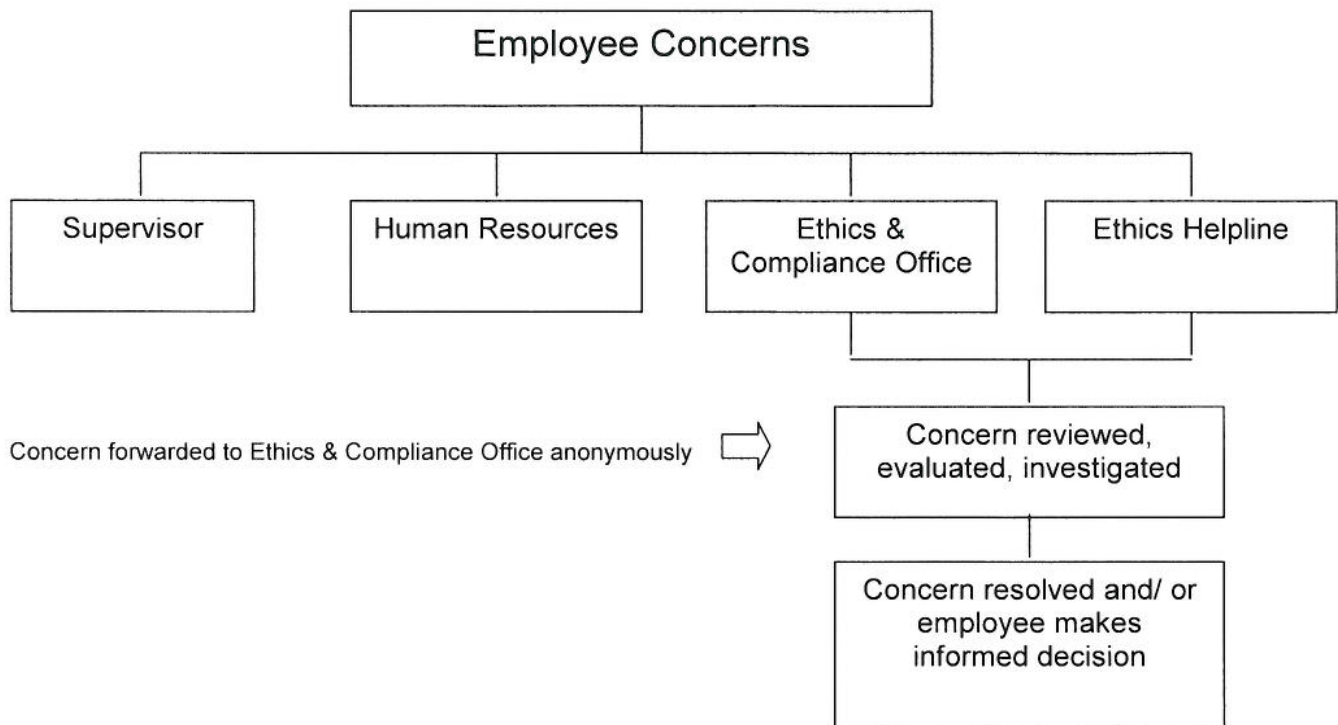 Employee Concerns
Supervisor
Human Resources
Ethics &
Compliance Office
Ethics Helpline
Concern forwarded to Ethics & Compliance Office anonymously
Concern reviewed,
evaluated, investigated
Concern resolved and/ or
employee makes
informed decision